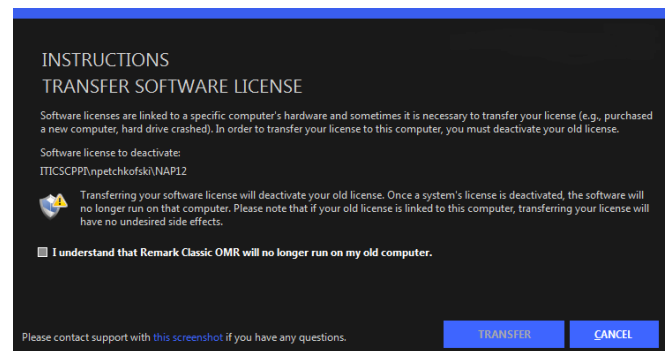 INSTRUCTIONS
TRANSFER SOFTWARE LICENSE
Software licenses are linked to a specific computer's hardware and sometimes it is necessary to transfer your license (e.g., purchased
a new computer, hard drive crashed). In order to transfer your license to this computer, you must deactivate your old license.
Software license to deactivate:
ITICSCPPI\npetchkofski\NAP12
Transferring your software license will deactivate your old license. Once a system's license is deactivated, the software will
no longer run on that computer. Please note that if your old license is linked to this computer, transferring your license will
have no undesired side effects.
I understand that Remark Classic OMR will no longer run on my old computer.
Please contact support with this screenshot if you have any questions.
TRANSFER
CANCEL